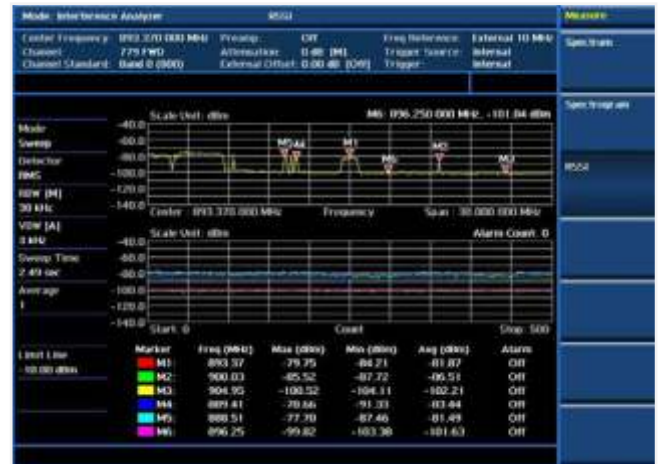 Mode: Interference Analyzer
RSSI
Measure
Center Frequency: 893.370 000 MHz
Preamp: Off
Freq Reference: External 10 MHz
Channel: 779 FWD
Attenuation: 0 dB [M]
Trigger Source: Internal
Channel Standard: Band 0 (800)
External Offset: 0.00 dB [Off]
Trigger: Internal
Spectrum
Spectrogram
RSSI
Mode
Sweep
Detector
RMS
RBW [M]
30 kHz
VBW [A]
3 kHz
Sweep Time
2.49 sec
Average
1
Limit Line
-10.00 dBm
Scale Unit: dBm
M6: 896.250 000 MHz, -101.04 dBm
-40.0
-60.0
-80.0
-100.0
-120.0
-140.0
M1
M2
M3
M6
Center : 893.370 000 MHz
Frequency
Span : 30.000 000 MHz
Scale Unit: dBm
Alarm Count: 0
-40.0
-60.0
-80.0
-100.0
-120.0
-140.0
Start: 0
Count
Stop: 500
Marker Freq (MHz) Max (dBm) Min (dBm) Avg (dBm) Alarm
M1: 893.37 -79.75 -84.21 -81.87 Off
M2: 900.03 -85.52 -87.72 -86.51 Off
M3: 904.95 -100.52 -104.11 -102.21 Off
M4: 889.41 -78.66 -91.33 -83.44 Off
M5: 888.51 -77.70 -87.46 -81.49 Off
M6: 896.25 -99.82 -103.38 -101.63 Off